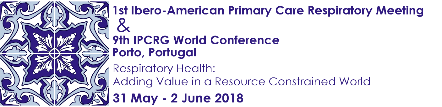 1st Ibero-American Primary Care Respiratory Meeting
&
9th IPCRG World Conference
Porto, Portugal
Respiratory Health:
Adding Value in a Resource Constrained World
31 May - 2 June 2018